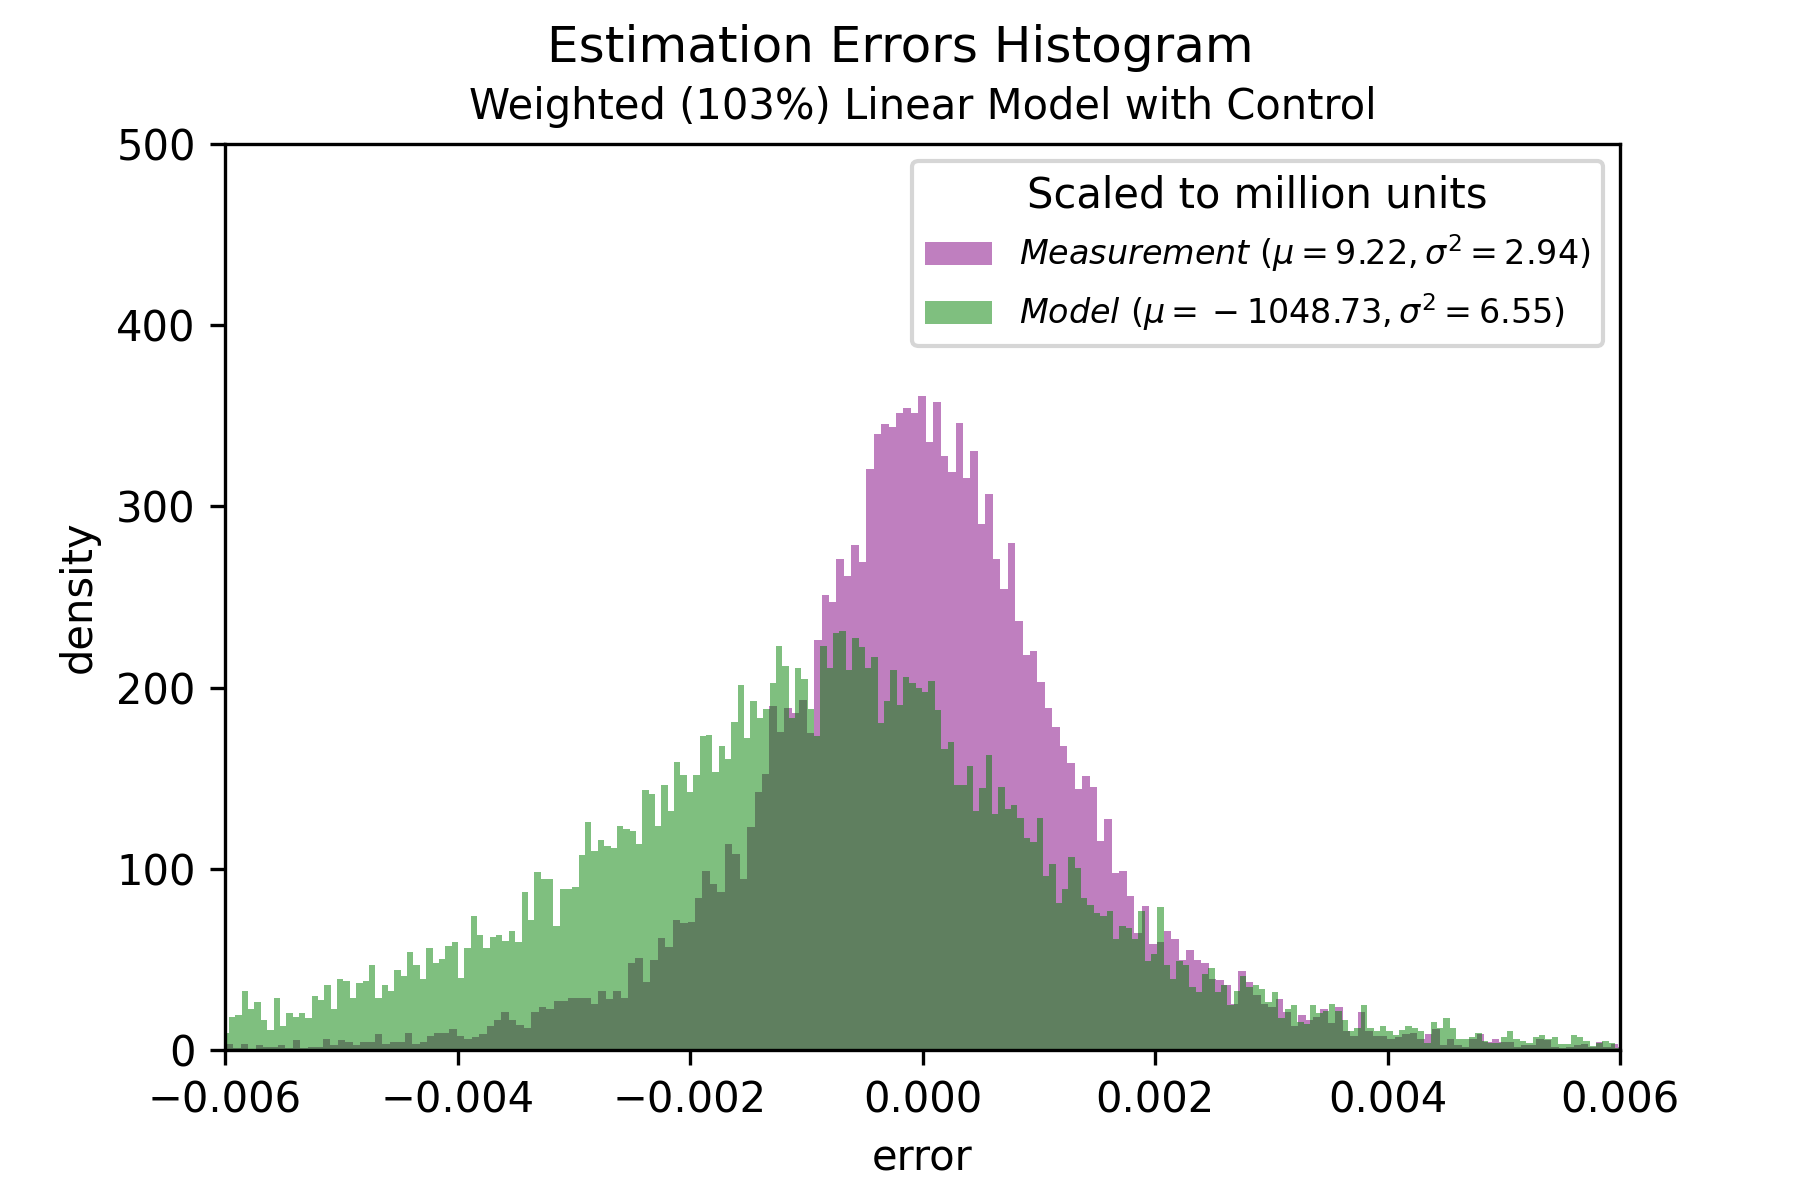 Estimation Errors Histogram
Weighted (103%) Linear Model with Control
500
400
300
200
100
0
density
Scaled to million units
Measurement (μ = 9.22, σ² = 2.94)
Model (μ = − 1048.73, σ² = 6.55)
−0.006 −0.004 −0.002 0.000 0.002 0.004 0.006
error